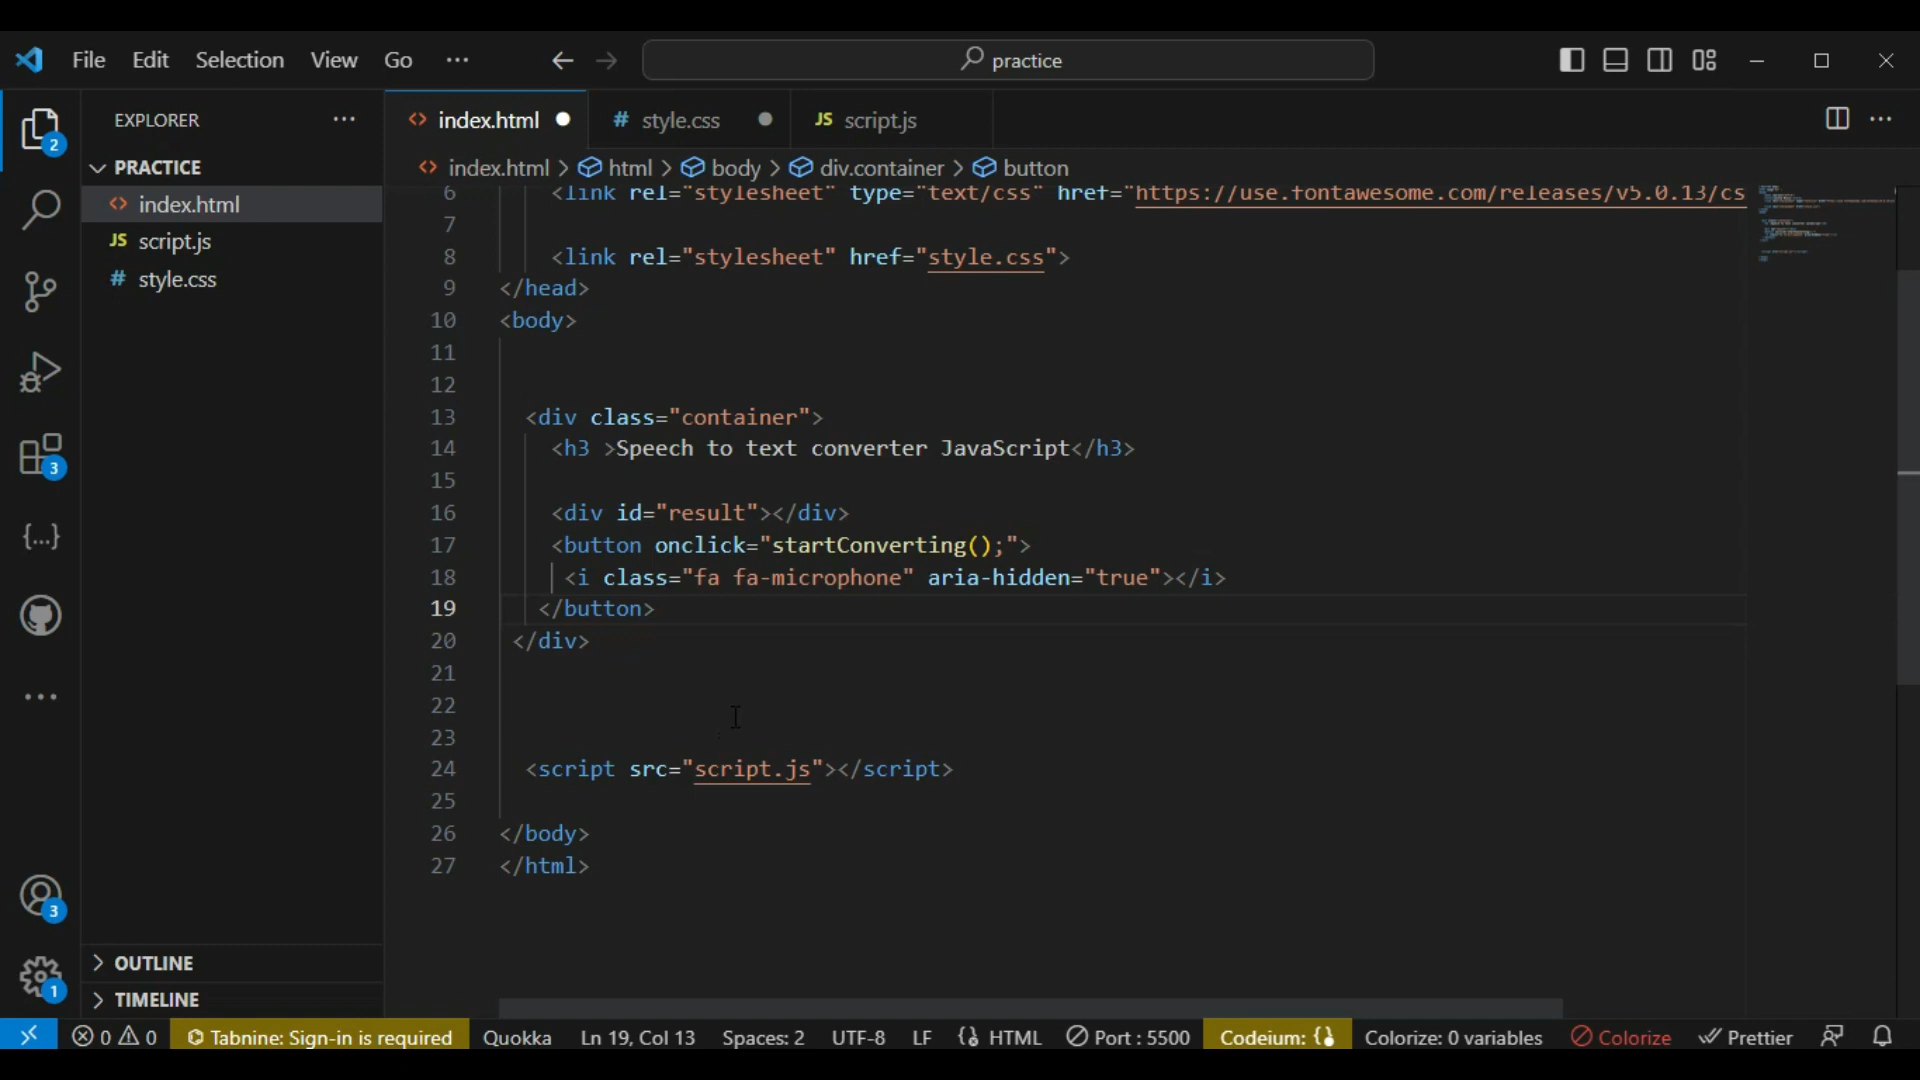 File Edit Selection View Go ··· practice
EXPLORER ···
PRACTICE
index.html
JS script.js
# style.css
OUTLINE
TIMELINE
2
3
3
1
index.html # style.css JS script.js
index.html > html > body > div.container > button
6 <link rel="stylesheet" type="text/css" href="https://use.fontawesome.com/releases/v5.0.13/cs
7
8 <link rel="stylesheet" href="style.css">
9 </head>
10 <body>
11
12
13 <div class="container">
14 <h3 >Speech to text converter JavaScript</h3>
15
16 <div id="result"></div>
17 <button onclick="startConverting();">
18 <i class="fa fa-microphone" aria-hidden="true"></i>
19 </button>
20 </div>
21
22
23
24 <script src="script.js"></script>
25
26 </body>
27 </html>
0 0 Tabnine: Sign-in is required Quokka Ln 19, Col 13 Spaces: 2 UTF-8 LF HTML Port : 5500 Codeium: {} Colorize: 0 variables Colorize Prettier